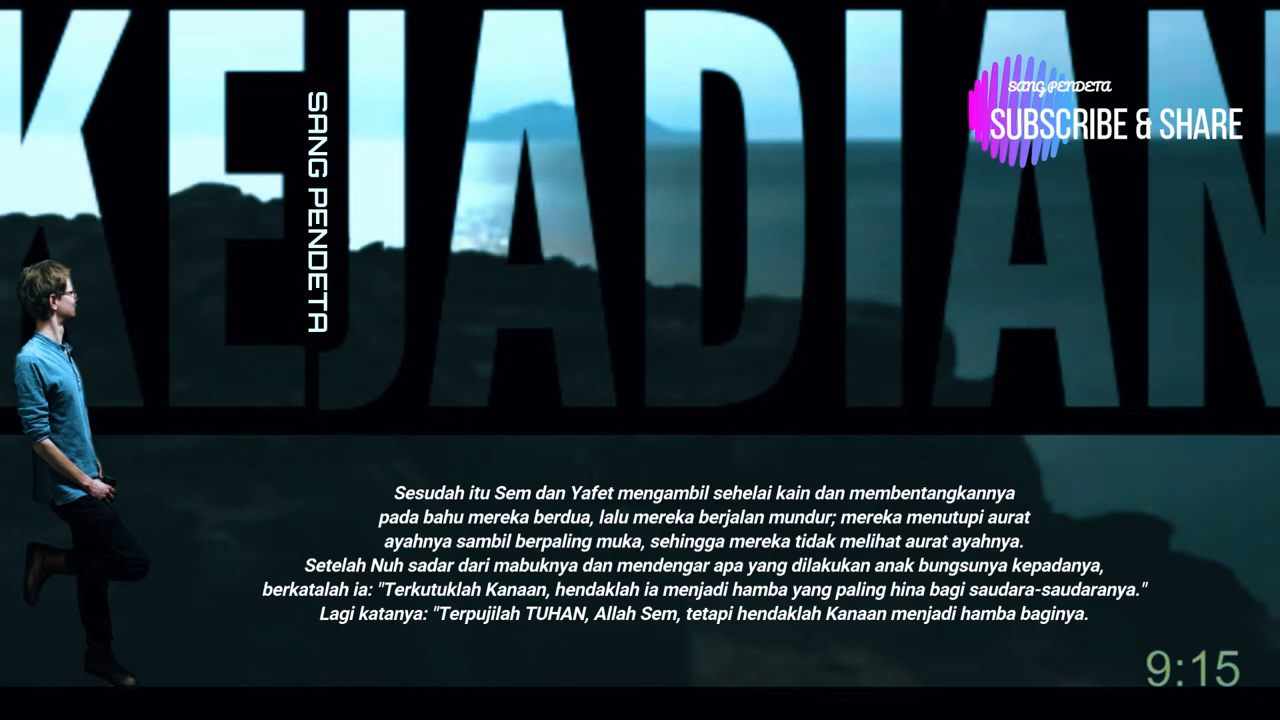 KEJADIAN
SANG PENDETA
SANG PENDETA
SUBSCRIBE & SHARE
Sesudah itu Sem dan Yafet mengambil sehelai kain dan membentangkannya
pada bahu mereka berdua, lalu mereka berjalan mundur; mereka menutupi aurat
ayahnya sambil berpaling muka, sehingga mereka tidak melihat aurat ayahnya.
Setelah Nuh sadar dari mabuknya dan mendengar apa yang dilakukan anak bungsunya kepadanya,
berkatalah ia: "Terkutuklah Kanaan, hendaklah ia menjadi hamba yang paling hina bagi saudara-saudaranya."
Lagi katanya: "Terpujilah TUHAN, Allah Sem, tetapi hendaklah Kanaan menjadi hamba baginya.
9:15